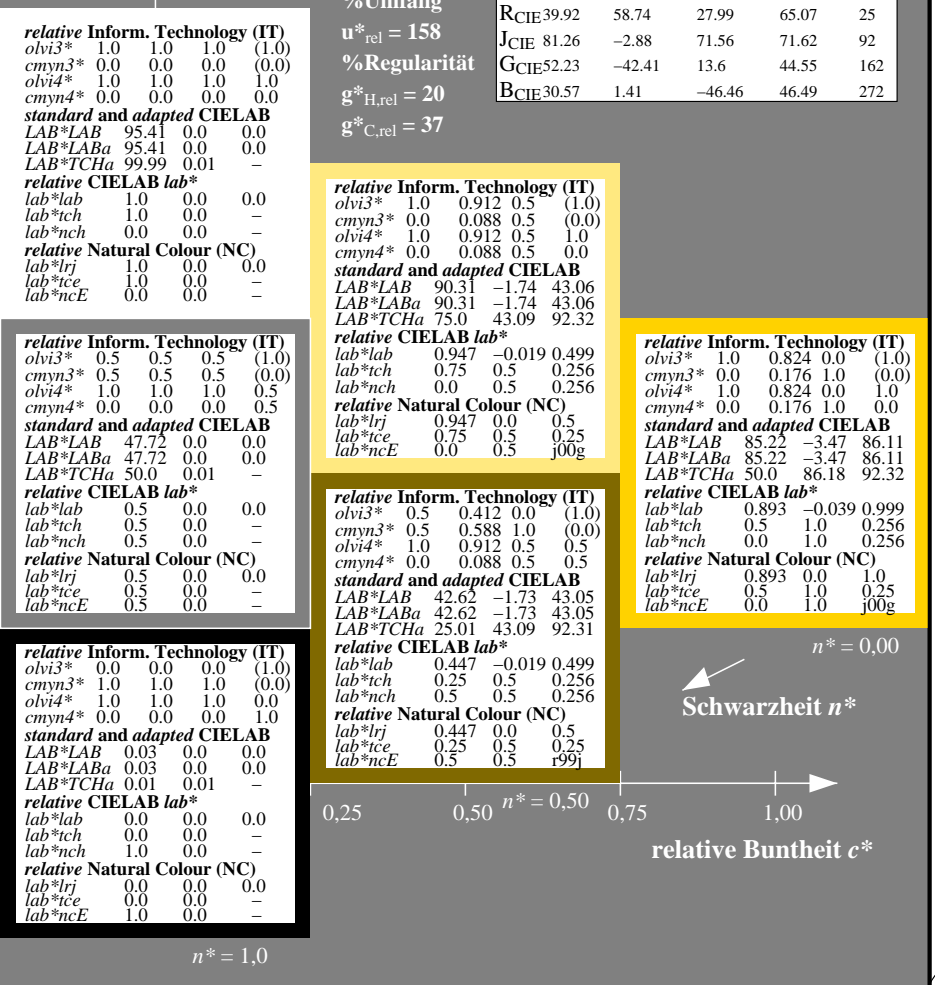 %Umfang
u*rel = 158
%Regularität
g*H,rel = 20
g*C,rel = 37
RCIE 39.92 58.74 27.99 65.07 25
JCIE 81.26 −2.88 71.56 71.62 92
GCIE 52.23 −42.41 13.6 44.55 162
BCIE 30.57 1.41 −46.46 46.49 272
relative Inform. Technology (IT)
olvi3* 1.0 1.0 1.0 (1.0)
cmyn3* 0.0 0.0 0.0 (0.0)
olvi4* 1.0 1.0 1.0 1.0
cmyn4* 0.0 0.0 0.0 0.0
standard and adapted CIELAB
LAB*LAB 95.41 0.0 0.0
LAB*LABa 95.41 0.0 0.0
LAB*TCHa 99.99 0.01 –
relative CIELAB lab*
lab*lab 1.0 0.0 0.0
lab*tch 1.0 0.0 –
lab*nch 0.0 0.0 –
relative Natural Colour (NC)
lab*lrj 1.0 0.0 0.0
lab*tce 1.0 0.0 –
lab*ncE 0.0 0.0 –
relative Inform. Technology (IT)
olvi3* 1.0 0.912 0.5 (1.0)
cmyn3* 0.0 0.088 0.5 (0.0)
olvi4* 1.0 0.912 0.5 1.0
cmyn4* 0.0 0.088 0.5 0.0
standard and adapted CIELAB
LAB*LAB 90.31 −1.74 43.06
LAB*LABa 90.31 −1.74 43.06
LAB*TCHa 75.0 43.09 92.32
relative CIELAB lab*
lab*lab 0.947 −0.019 0.499
lab*tch 0.75 0.5 0.256
lab*nch 0.0 0.5 0.256
relative Natural Colour (NC)
lab*lrj 0.947 0.0 0.5
lab*tce 0.75 0.5 0.25
lab*ncE 0.0 0.5 j00g
relative Inform. Technology (IT)
olvi3* 0.5 0.5 0.5 (1.0)
cmyn3* 0.5 0.5 0.5 (0.0)
olvi4* 1.0 1.0 1.0 0.5
cmyn4* 0.0 0.0 0.0 0.5
standard and adapted CIELAB
LAB*LAB 47.72 0.0 0.0
LAB*LABa 47.72 0.0 0.0
LAB*TCHa 50.0 0.01 –
relative CIELAB lab*
lab*lab 0.5 0.0 0.0
lab*tch 0.5 0.0 –
lab*nch 0.5 0.0 –
relative Natural Colour (NC)
lab*lrj 0.5 0.0 0.0
lab*tce 0.5 0.0 –
lab*ncE 0.5 0.0 –
relative Inform. Technology (IT)
olvi3* 1.0 0.824 0.0 (1.0)
cmyn3* 0.0 0.176 1.0 (0.0)
olvi4* 1.0 0.824 0.0 1.0
cmyn4* 0.0 0.176 1.0 0.0
standard and adapted CIELAB
LAB*LAB 85.22 −3.47 86.11
LAB*LABa 85.22 −3.47 86.11
LAB*TCHa 50.0 86.18 92.32
relative CIELAB lab*
lab*lab 0.893 −0.039 0.999
lab*tch 0.5 1.0 0.256
lab*nch 0.0 1.0 0.256
relative Natural Colour (NC)
lab*lrj 0.893 0.0 1.0
lab*tce 0.5 1.0 0.25
lab*ncE 0.0 1.0 j00g
relative Inform. Technology (IT)
olvi3* 0.5 0.412 0.0 (1.0)
cmyn3* 0.5 0.588 1.0 (0.0)
olvi4* 1.0 0.912 0.5 0.5
cmyn4* 0.0 0.088 0.5 0.5
standard and adapted CIELAB
LAB*LAB 42.62 −1.73 43.05
LAB*LABa 42.62 −1.73 43.05
LAB*TCHa 25.01 43.09 92.31
relative CIELAB lab*
lab*lab 0.447 −0.019 0.499
lab*tch 0.25 0.5 0.256
lab*nch 0.5 0.5 0.256
relative Natural Colour (NC)
lab*lrj 0.447 0.0 0.5
lab*tce 0.25 0.5 0.25
lab*ncE 0.5 0.5 r99j
n* = 0,00
Schwarzheit n*
relative Inform. Technology (IT)
olvi3* 0.0 0.0 0.0 (1.0)
cmyn3* 1.0 1.0 1.0 (0.0)
olvi4* 1.0 1.0 1.0 0.0
cmyn4* 0.0 0.0 0.0 1.0
standard and adapted CIELAB
LAB*LAB 0.03 0.0 0.0
LAB*LABa 0.03 0.0 0.0
LAB*TCHa 0.01 0.01 –
relative CIELAB lab*
lab*lab 0.0 0.0 0.0
lab*tch 0.0 0.0 –
lab*nch 1.0 0.0 –
relative Natural Colour (NC)
lab*lrj 0.0 0.0 0.0
lab*tce 0.0 0.0 –
lab*ncE 1.0 0.0 –
0,25 0,50 n* = 0,50 0,75 1,00
relative Buntheit c*
n* = 1,0